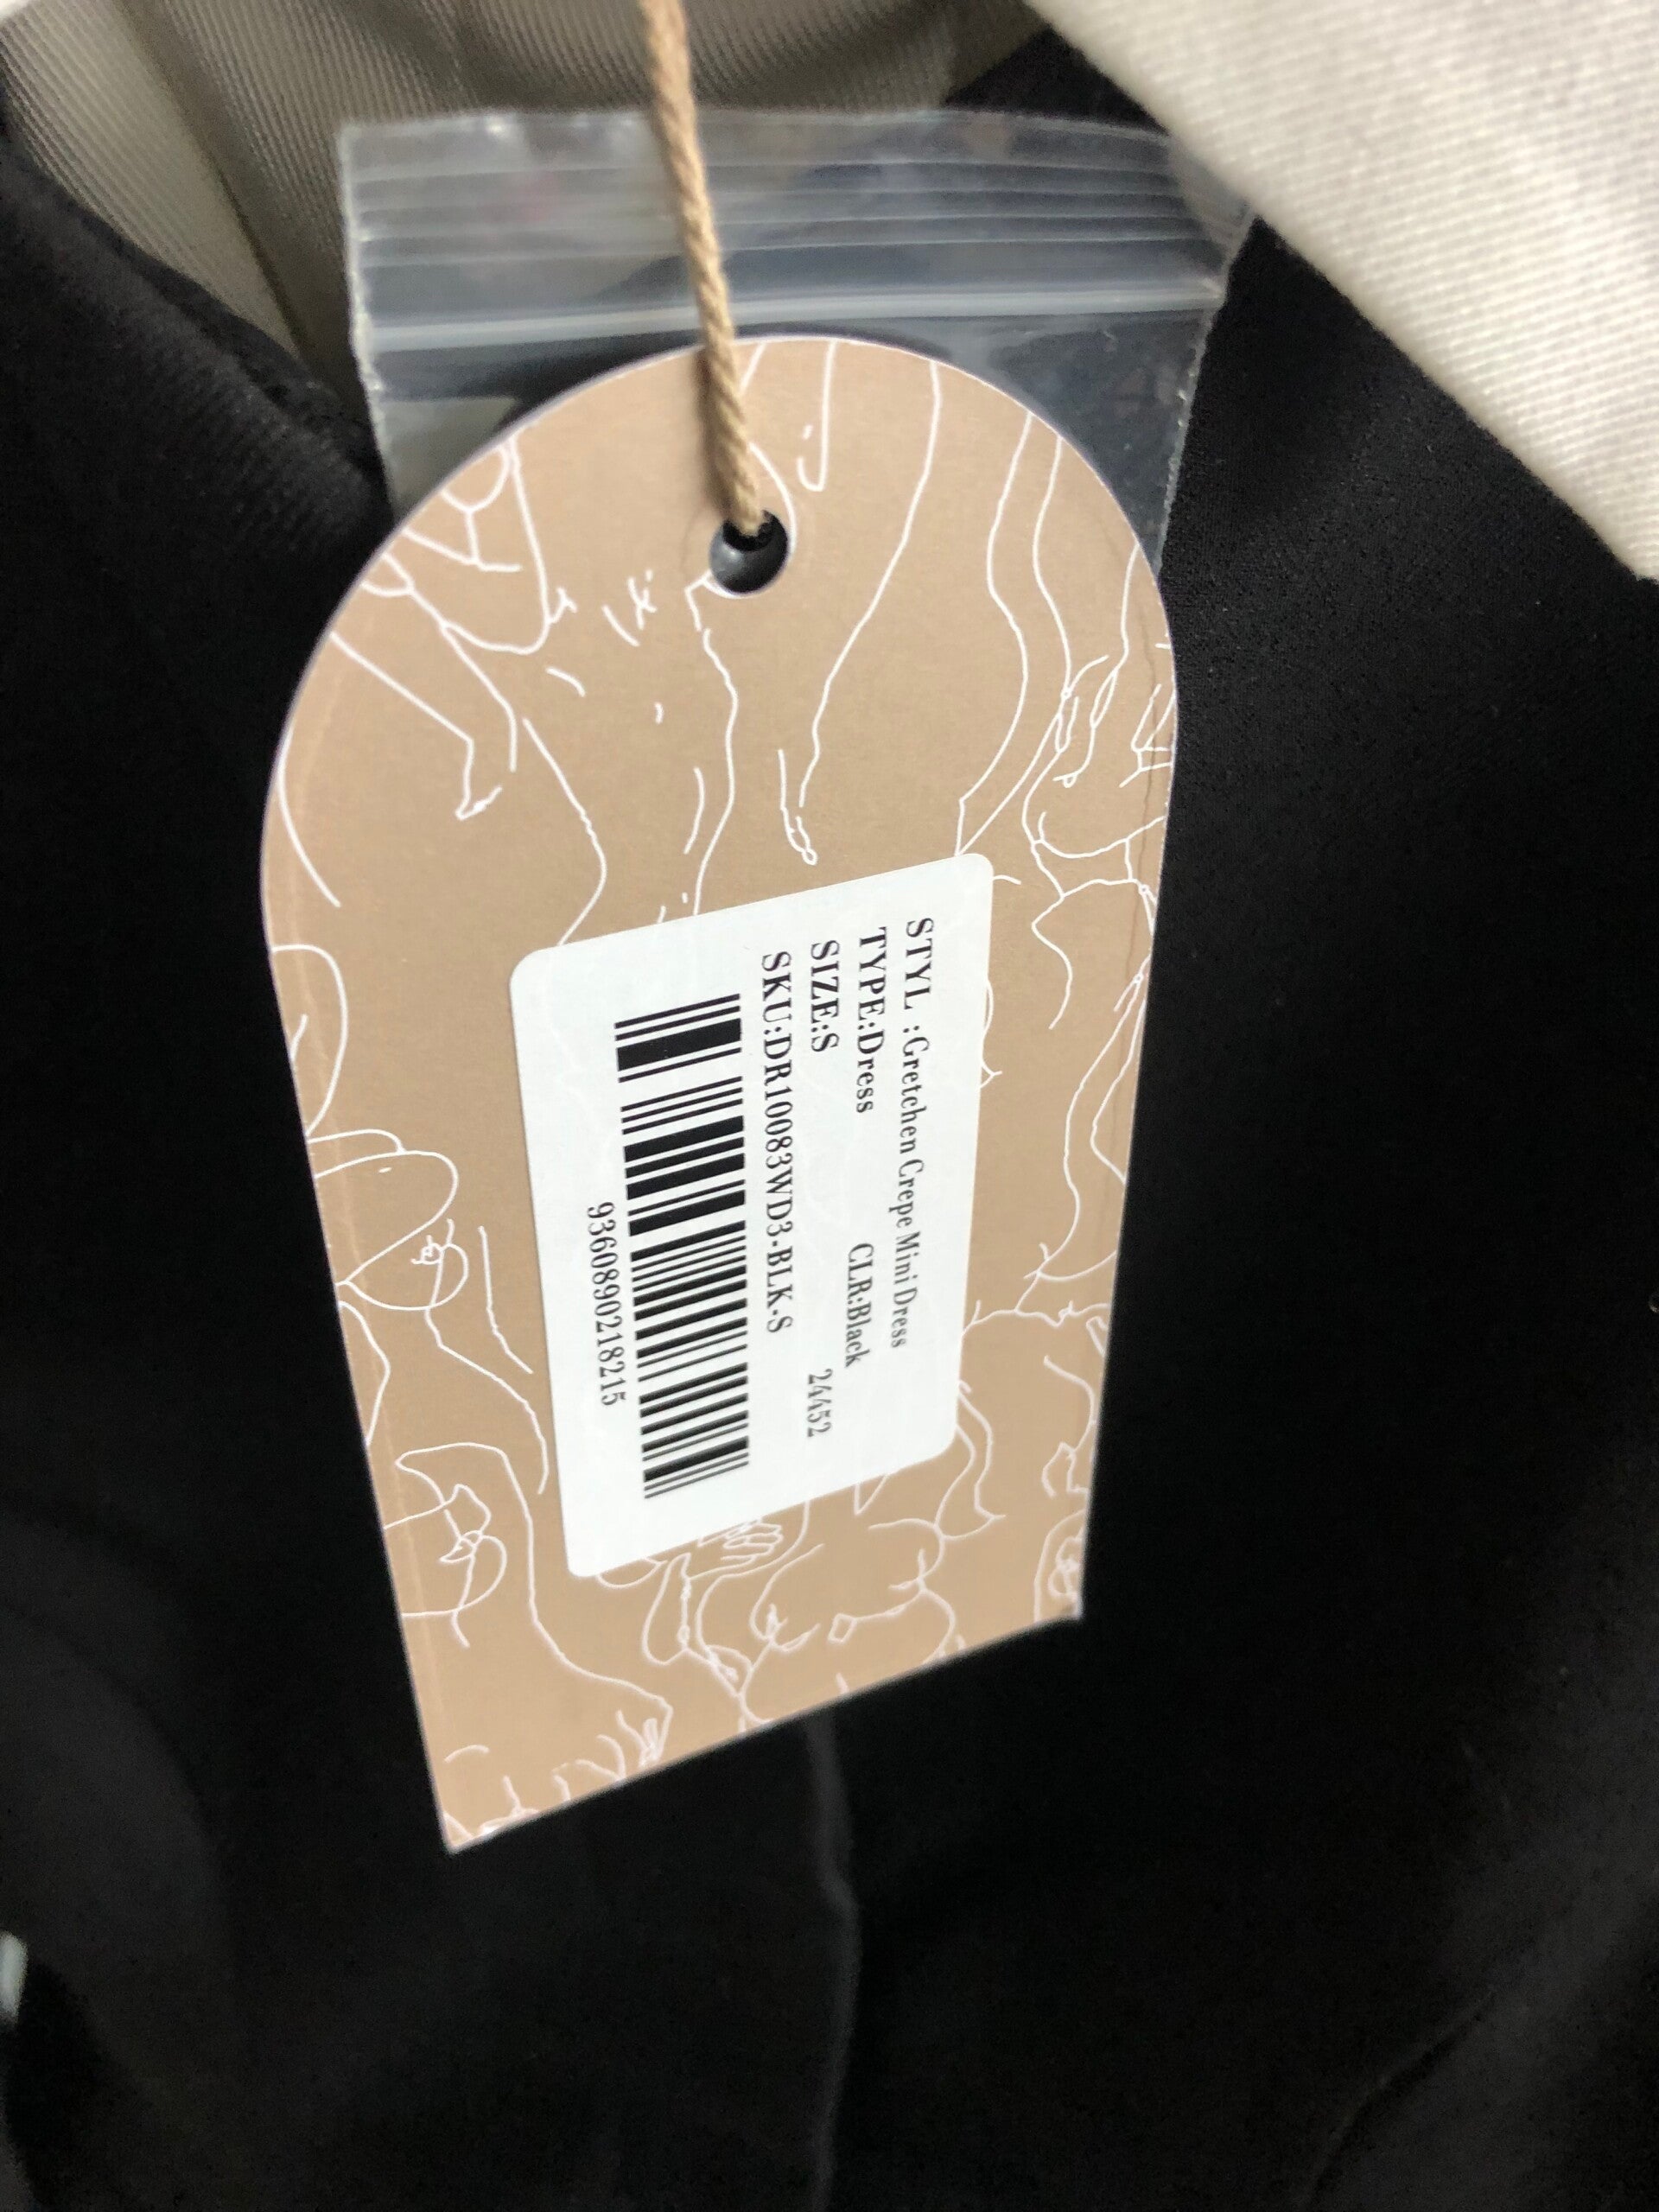 STYL :Gretchen Crepe Mini Dress
TYPE:Dress CLR:Black
SIZE:S 24452
SKU:DR10083WD3-BLK-S
9360890218215